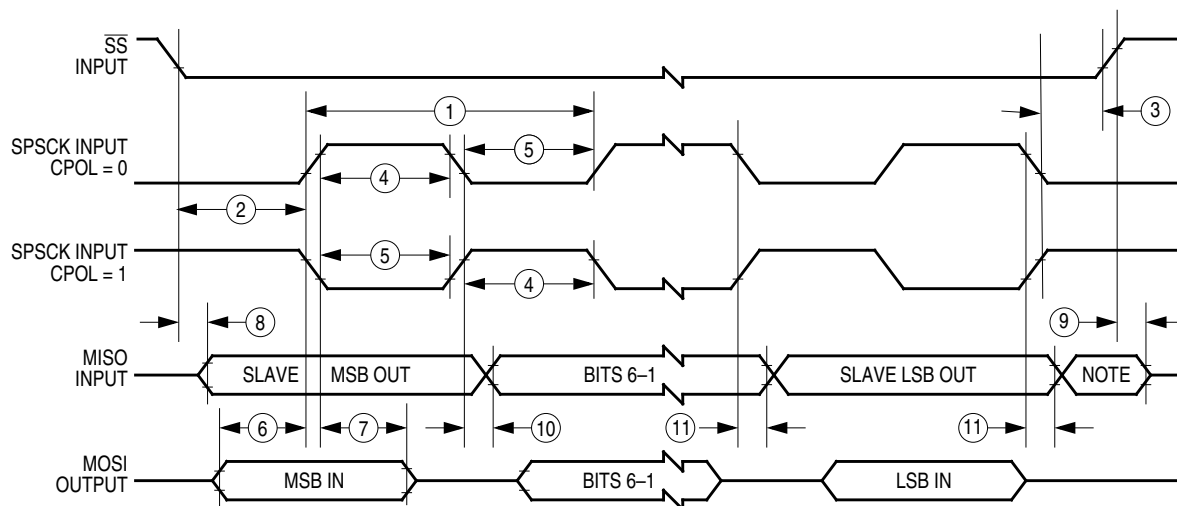 SS
INPUT
1
3
SPSCK INPUT
CPOL = 0
5
4
2
SPSCK INPUT
CPOL = 1
5
4
8
9
MISO
INPUT
SLAVE MSB OUT
BITS 6–1
SLAVE LSB OUT
NOTE
6
7
10
11
11
MOSI
OUTPUT
MSB IN
BITS 6–1
LSB IN